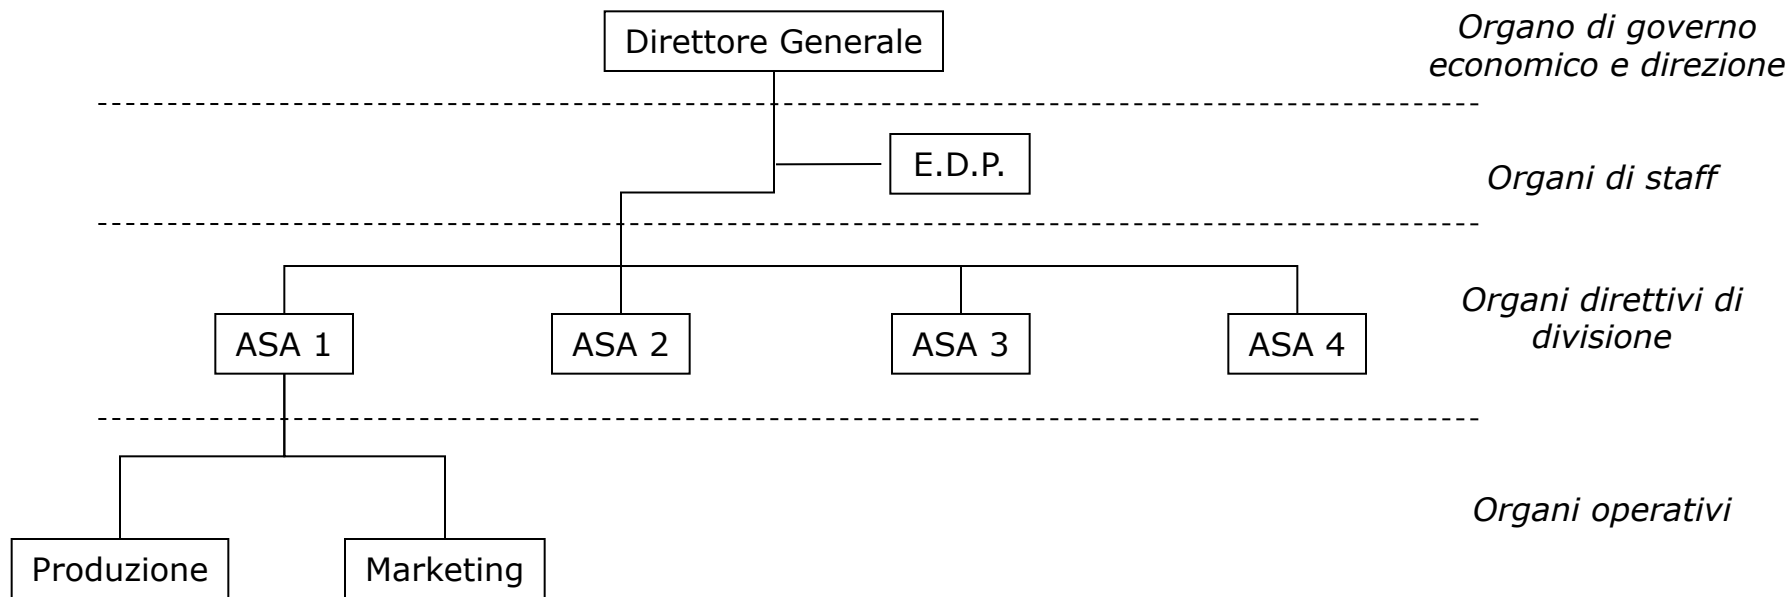 Direttore Generale
Organo di governo
economico e direzione
E.D.P.
Organi di staff
Organi direttivi di
divisione
ASA 1
ASA 2
ASA 3
ASA 4
Organi operativi
Produzione
Marketing